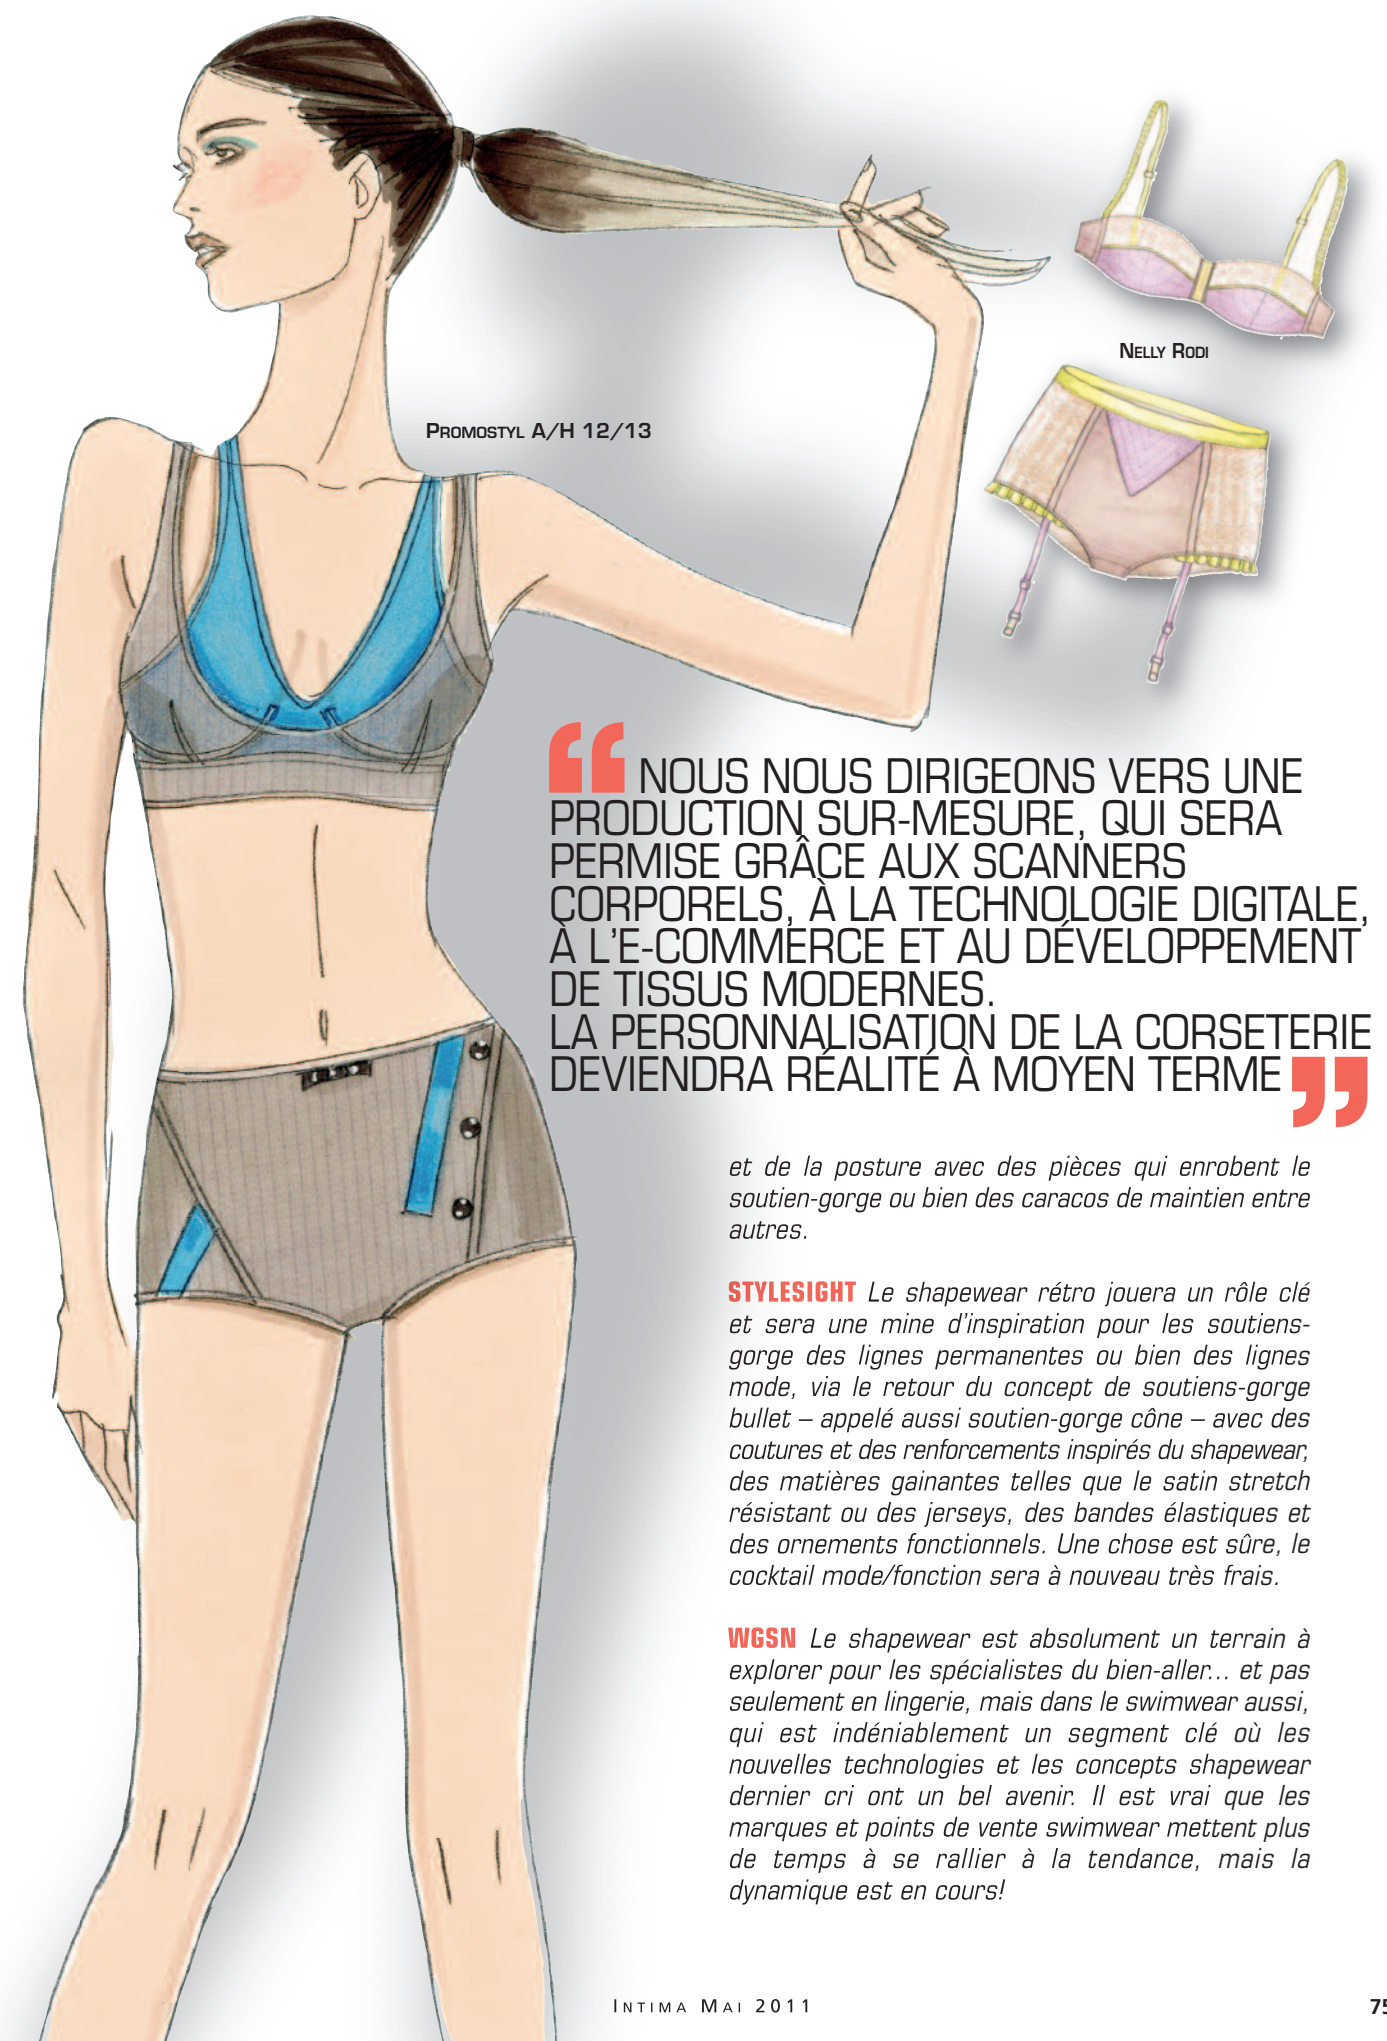 NELLY RODI
PROMOSTYL A/H 12/13
“ NOUS NOUS DIRIGEONS VERS UNE
PRODUCTION SUR-MESURE, QUI SERA
PERMISE GRÂCE AUX SCANNERS
CORPORELS, À LA TECHNOLOGIE DIGITALE,
À L’E-COMMERCE ET AU DÉVELOPPEMENT
DE TISSUS MODERNES.
LA PERSONNALISATION DE LA CORSETERIE
DEVIENDRA RÉALITÉ À MOYEN TERME ”
et de la posture avec des pièces qui enrobent le
soutien-gorge ou bien des caracos de maintien entre
autres.
STYLESIGHT Le shapewear rétro jouera un rôle clé
et sera une mine d’inspiration pour les soutiens-
gorge des lignes permanentes ou bien des lignes
mode, via le retour du concept de soutiens-gorge
bullet – appelé aussi soutien-gorge cône – avec des
coutures et des renforcements inspirés du shapewear,
des matières gainantes telles que le satin stretch
résistant ou des jerseys, des bandes élastiques et
des ornements fonctionnels. Une chose est sûre, le
cocktail mode/fonction sera à nouveau très frais.
WGSN Le shapewear est absolument un terrain à
explorer pour les spécialistes du bien-aller... et pas
seulement en lingerie, mais dans le swimwear aussi,
qui est indéniablement un segment clé où les
nouvelles technologies et les concepts shapewear
dernier cri ont un bel avenir. Il est vrai que les
marques et points de vente swimwear mettent plus
de temps à se rallier à la tendance, mais la
dynamique est en cours!
INTIMA MAI 2011
75